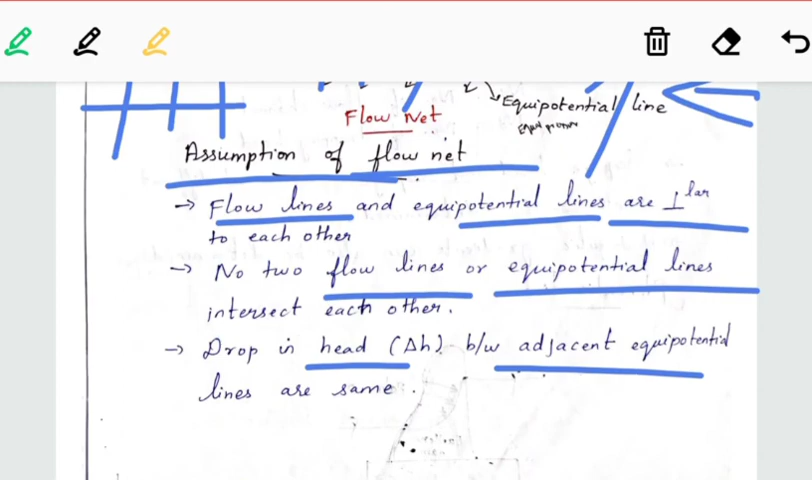 Equipotential line
Flow Net
Assumption of flow net
→ Flow lines and equipotential lines are ⊥lar
to each other
→ No two flow lines or equipotential lines
intersect each other.
→ Drop in head (Δh) b/w adjacent equipotential
lines are same.